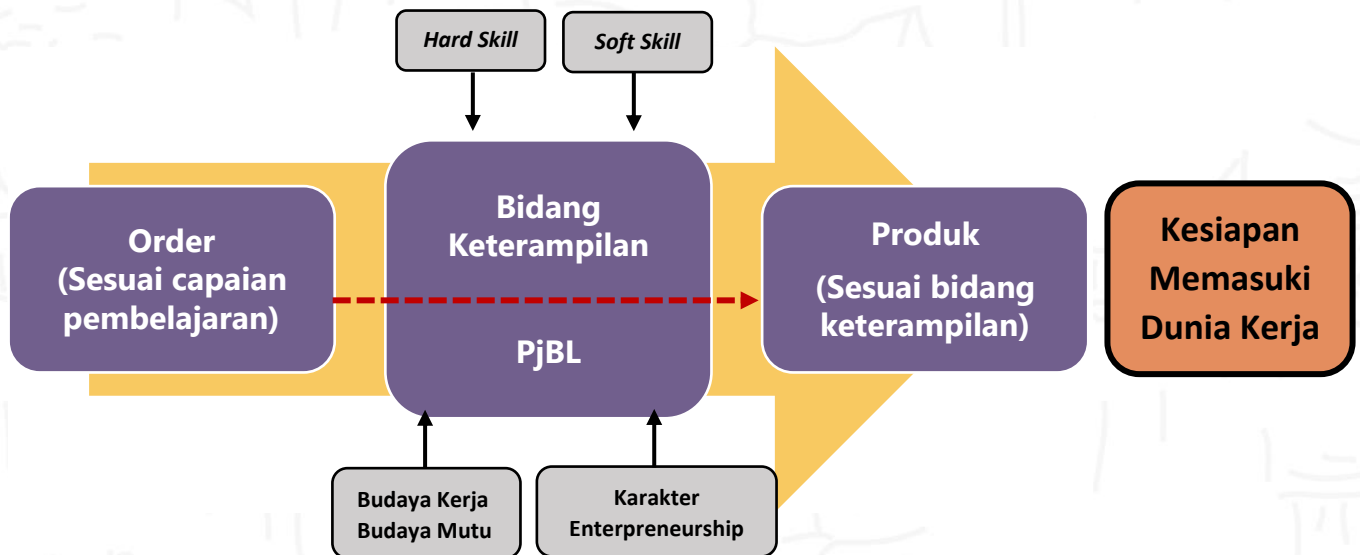 Hard Skill
Soft Skill
Order
(Sesuai capaian
pembelajaran)
Bidang
Keterampilan
PjBL
Produk
(Sesuai bidang
keterampilan)
Kesiapan
Memasuki
Dunia Kerja
Budaya Kerja
Budaya Mutu
Karakter
Enterpreneurship